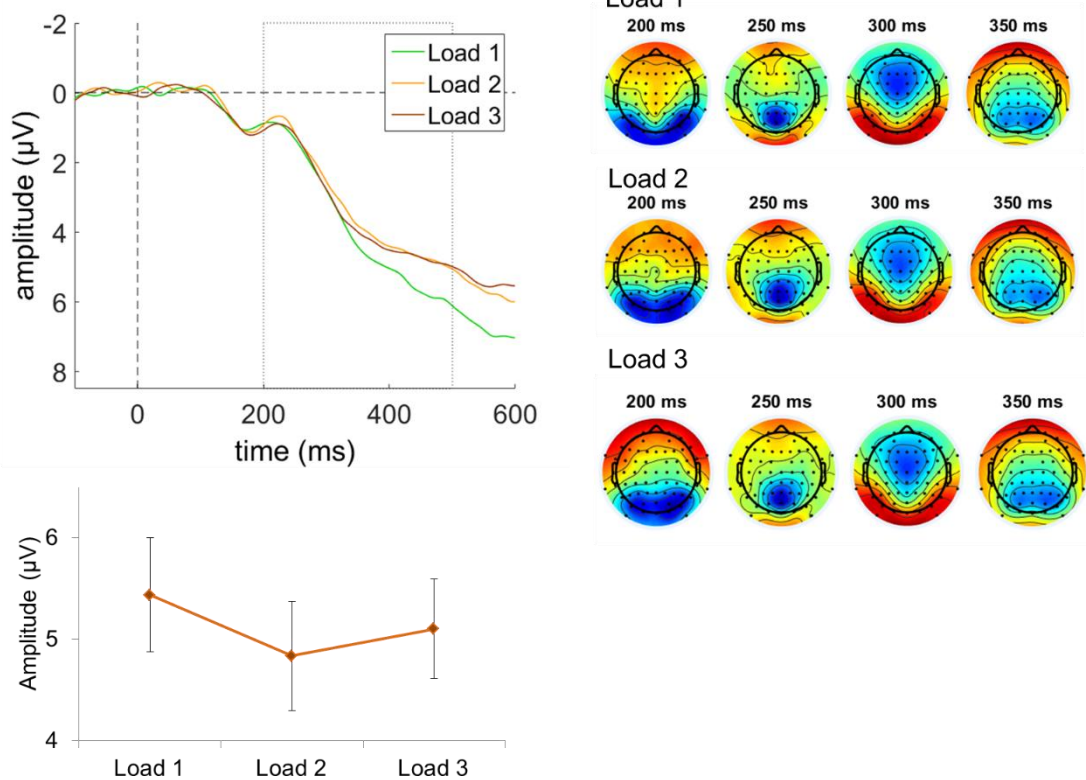 -2
0
2
4
6
8
amplitude (µV)
0
200
400
600
time (ms)
Load 1
Load 2
Load 3
Load 1
200 ms 250 ms 300 ms 350 ms
Load 2
200 ms 250 ms 300 ms 350 ms
Load 3
200 ms 250 ms 300 ms 350 ms
6
5
4
Amplitude (µV)
Load 1 Load 2 Load 3